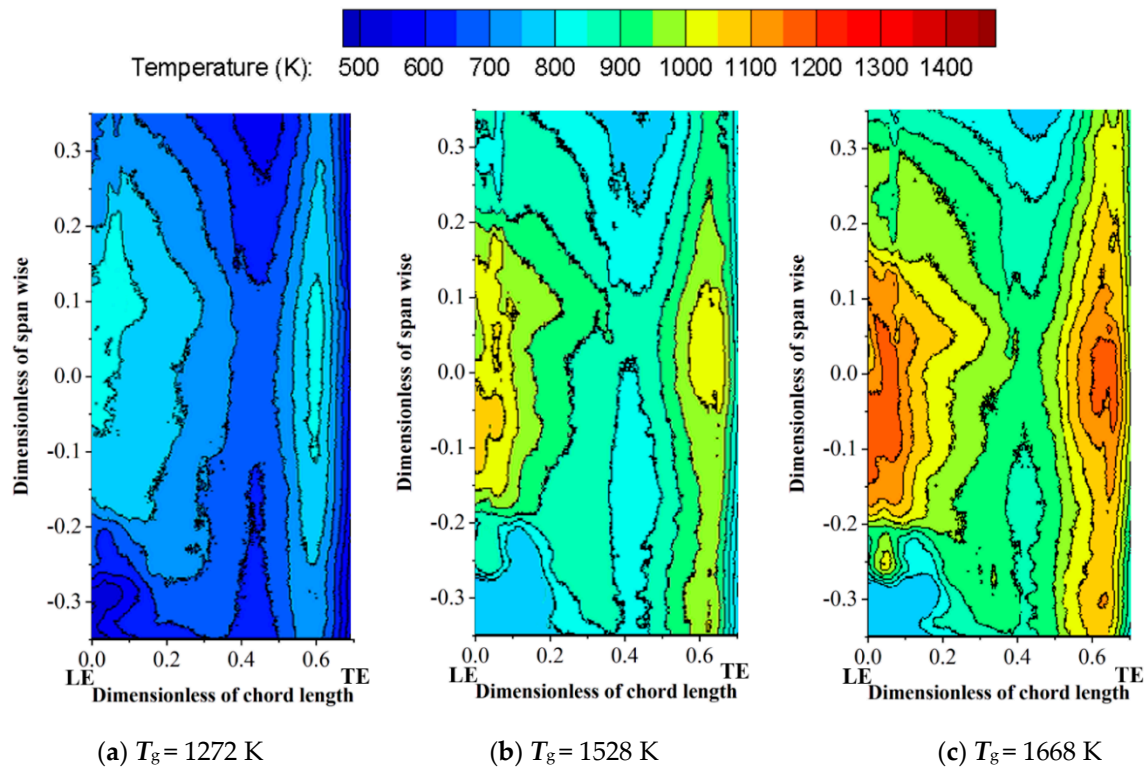 Temperature (K): 500 600 700 800 900 1000 1100 1200 1300 1400
0.3 0.3 0.3
0.2 0.2 0.2
0.1 0.1 0.1
0.0 0.0 0.0
-0.1 -0.1 -0.1
-0.2 -0.2 -0.2
-0.3 -0.3 -0.3
Dimensionless of span wise Dimensionless of span wise Dimensionless of span wise
0.0 0.2 0.4 0.6 0.0 0.2 0.4 0.6 0.0 0.2 0.4 0.6
LE TE LE TE LE TE
Dimensionless of chord length Dimensionless of chord length Dimensionless of chord length
(a) Tg = 1272 K (b) Tg = 1528 K (c) Tg = 1668 K